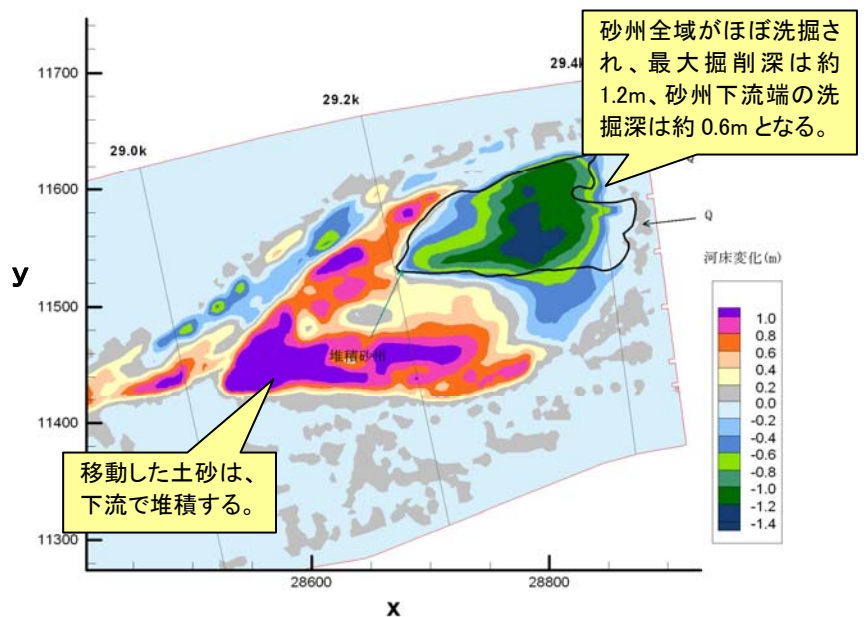 砂州全域がほぼ洗掘さ
れ、最大掘削深は約
1.2m、砂州下流端の洗
掘深は約 0.6m となる。
11700
29.4k
29.2k
29.0k
11600
Q
Q
河床変化(m)
y
11500
1.0
0.8
0.6
0.4
0.2
0.0
-0.2
-0.4
-0.6
-0.8
-1.0
-1.2
-1.4
堆積砂州
11400
移動した土砂は、
下流で堆積する。
11300
28600
28800
x